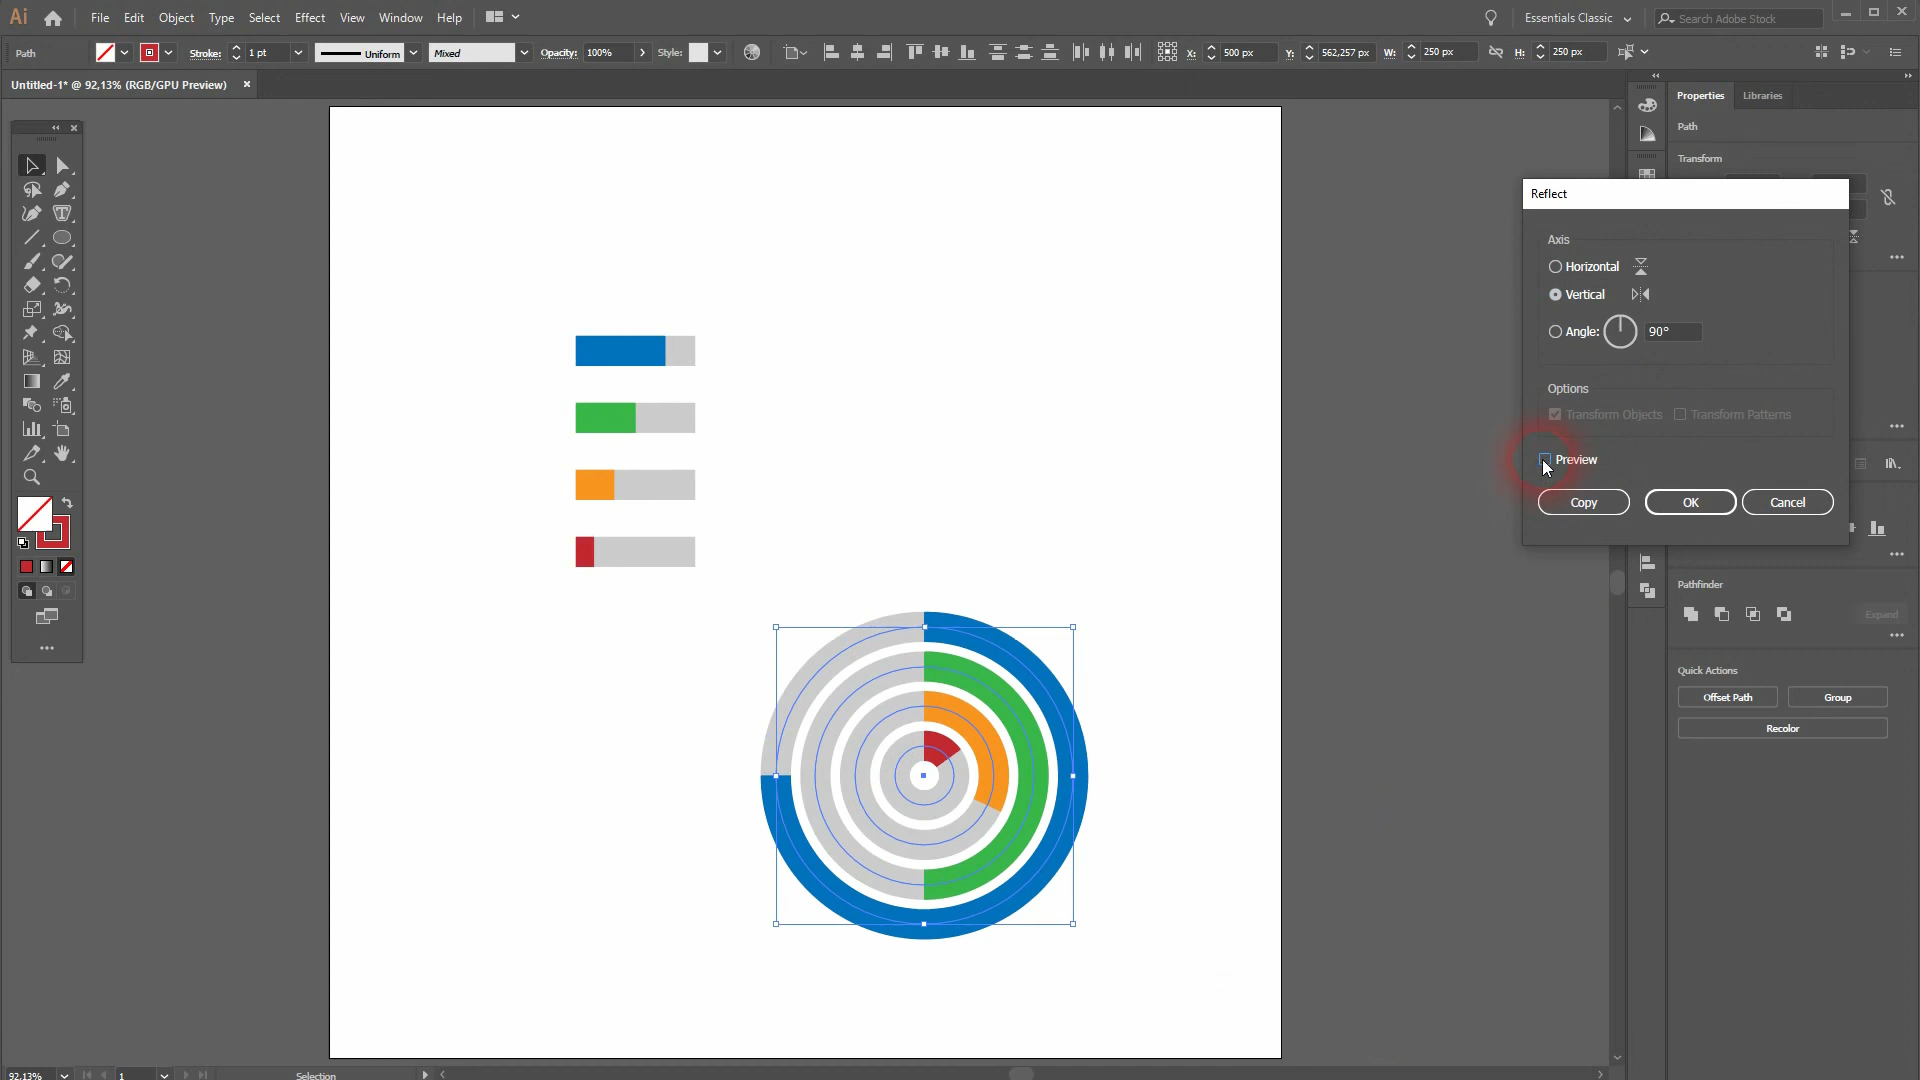 Ai File Edit Object Type Select Effect View Window Help Essentials Classic Search Adobe Stock
Path Stroke: 1 pt Uniform Mixed Opacity: 100% Style: X: 500 px Y: 562,257 px W: 250 px H: 250 px
Untitled-1* @ 92,13% (RGB/GPU Preview) ×
Properties Libraries
Path
Transform
Reflect
Axis
Horizontal
Vertical
Angle: 90°
Options
Transform Objects Transform Patterns
Preview
Copy OK Cancel
Pathfinder
Expand
Quick Actions
Offset Path Group
Recolor
92,13% 1 Selection